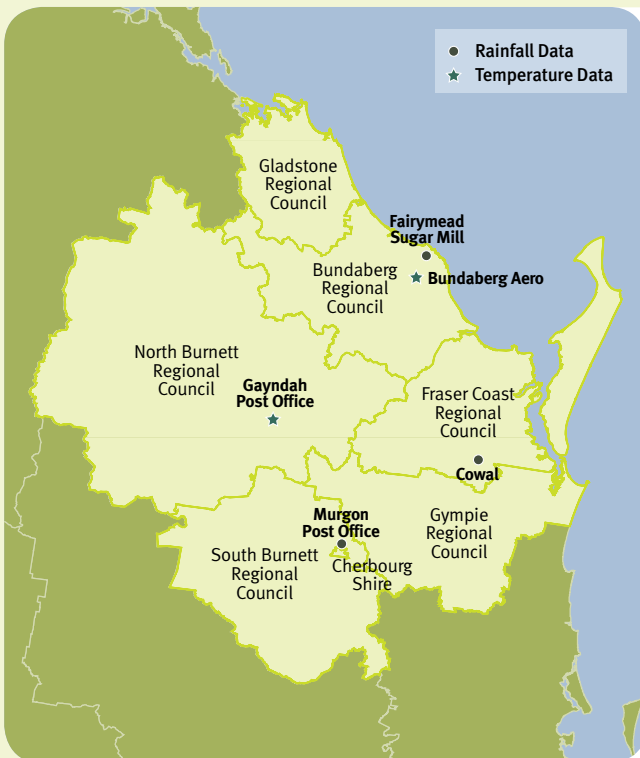 Rainfall Data
Temperature Data
Gladstone
Regional
Council
Fairymead
Sugar Mill
Bundaberg
Regional
Council
Bundaberg Aero
North Burnett
Regional
Council
Gayndah
Post Office
Fraser Coast
Regional
Council
Cowal
Murgon
Post Office
Gympie
Regional
Council
South Burnett
Regional
Council
Cherbourg
Shire